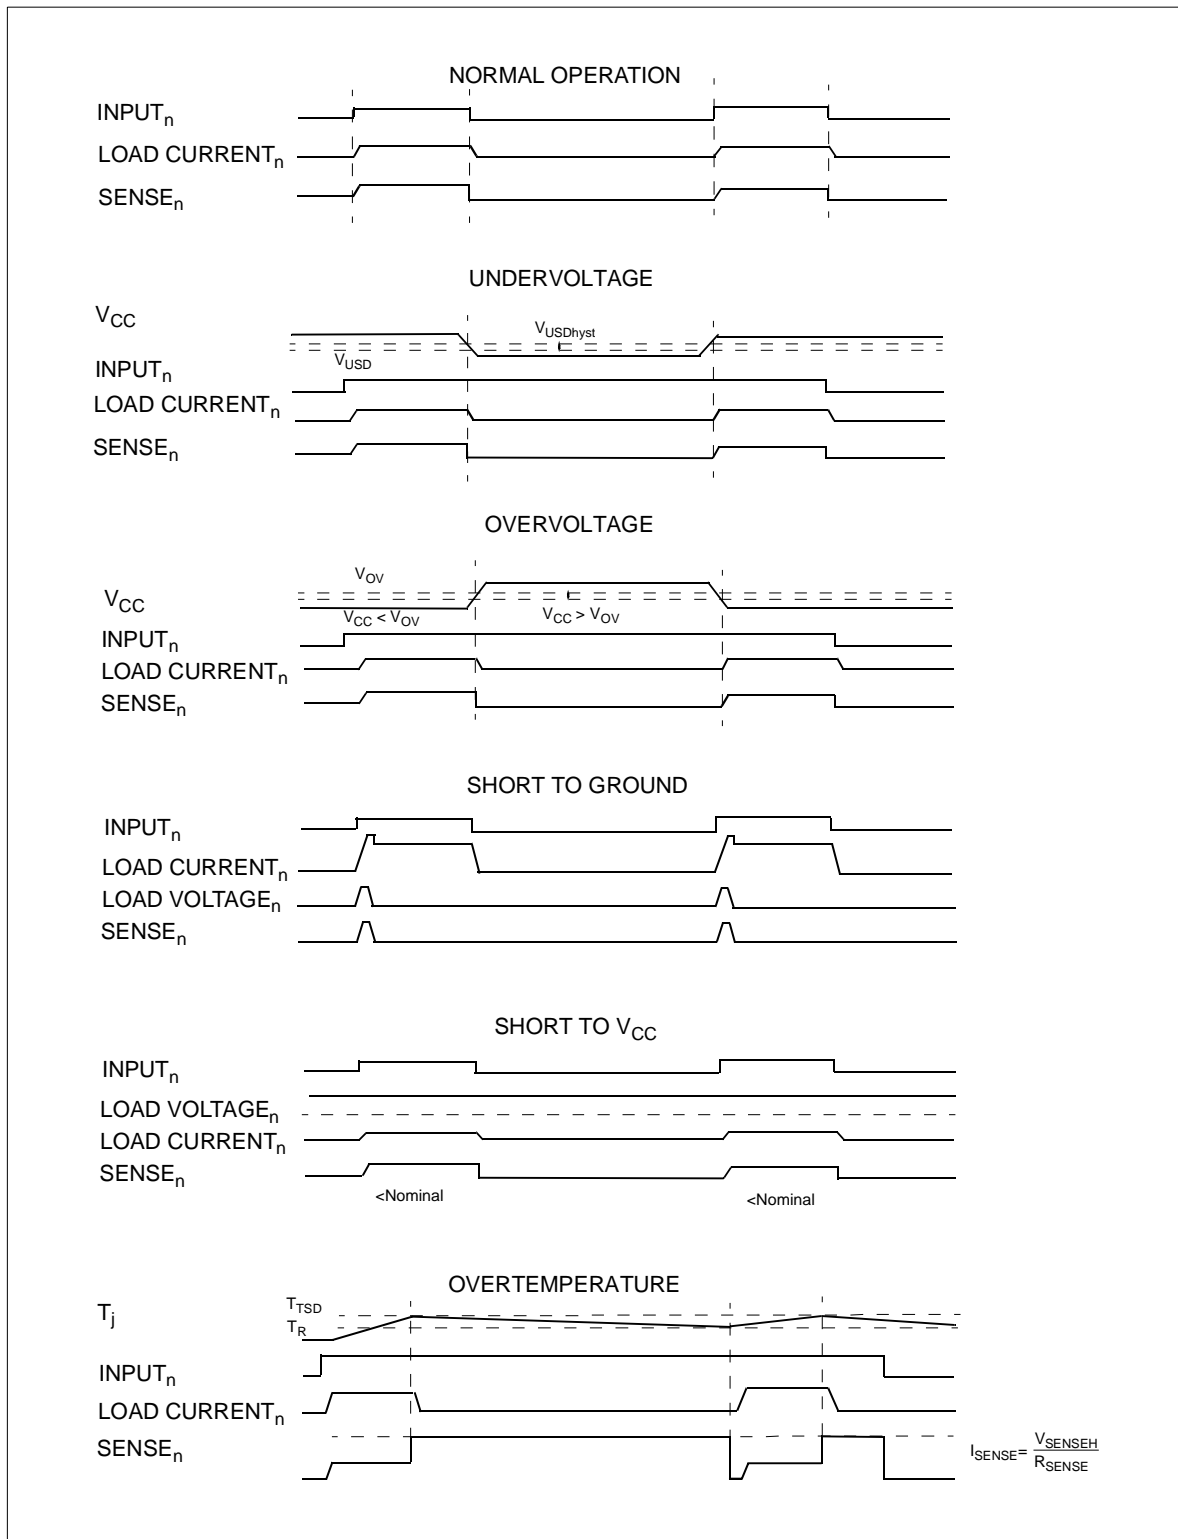 NORMAL OPERATION
INPUTn
LOAD CURRENTn
SENSEn
UNDERVOLTAGE
VCC
VUSDhyst
VUSD
INPUTn
LOAD CURRENTn
SENSEn
OVERVOLTAGE
VOV
VCC
VCC < VOV
VCC > VOV
INPUTn
LOAD CURRENTn
SENSEn
SHORT TO GROUND
INPUTn
LOAD CURRENTn
LOAD VOLTAGEn
SENSEn
SHORT TO VCC
INPUTn
LOAD VOLTAGEn
LOAD CURRENTn
SENSEn
<Nominal
<Nominal
OVERTEMPERATURE
TTSD
Tj
TR
INPUTn
LOAD CURRENTn
SENSEn
ISENSE= VSENSEH
RSENSE